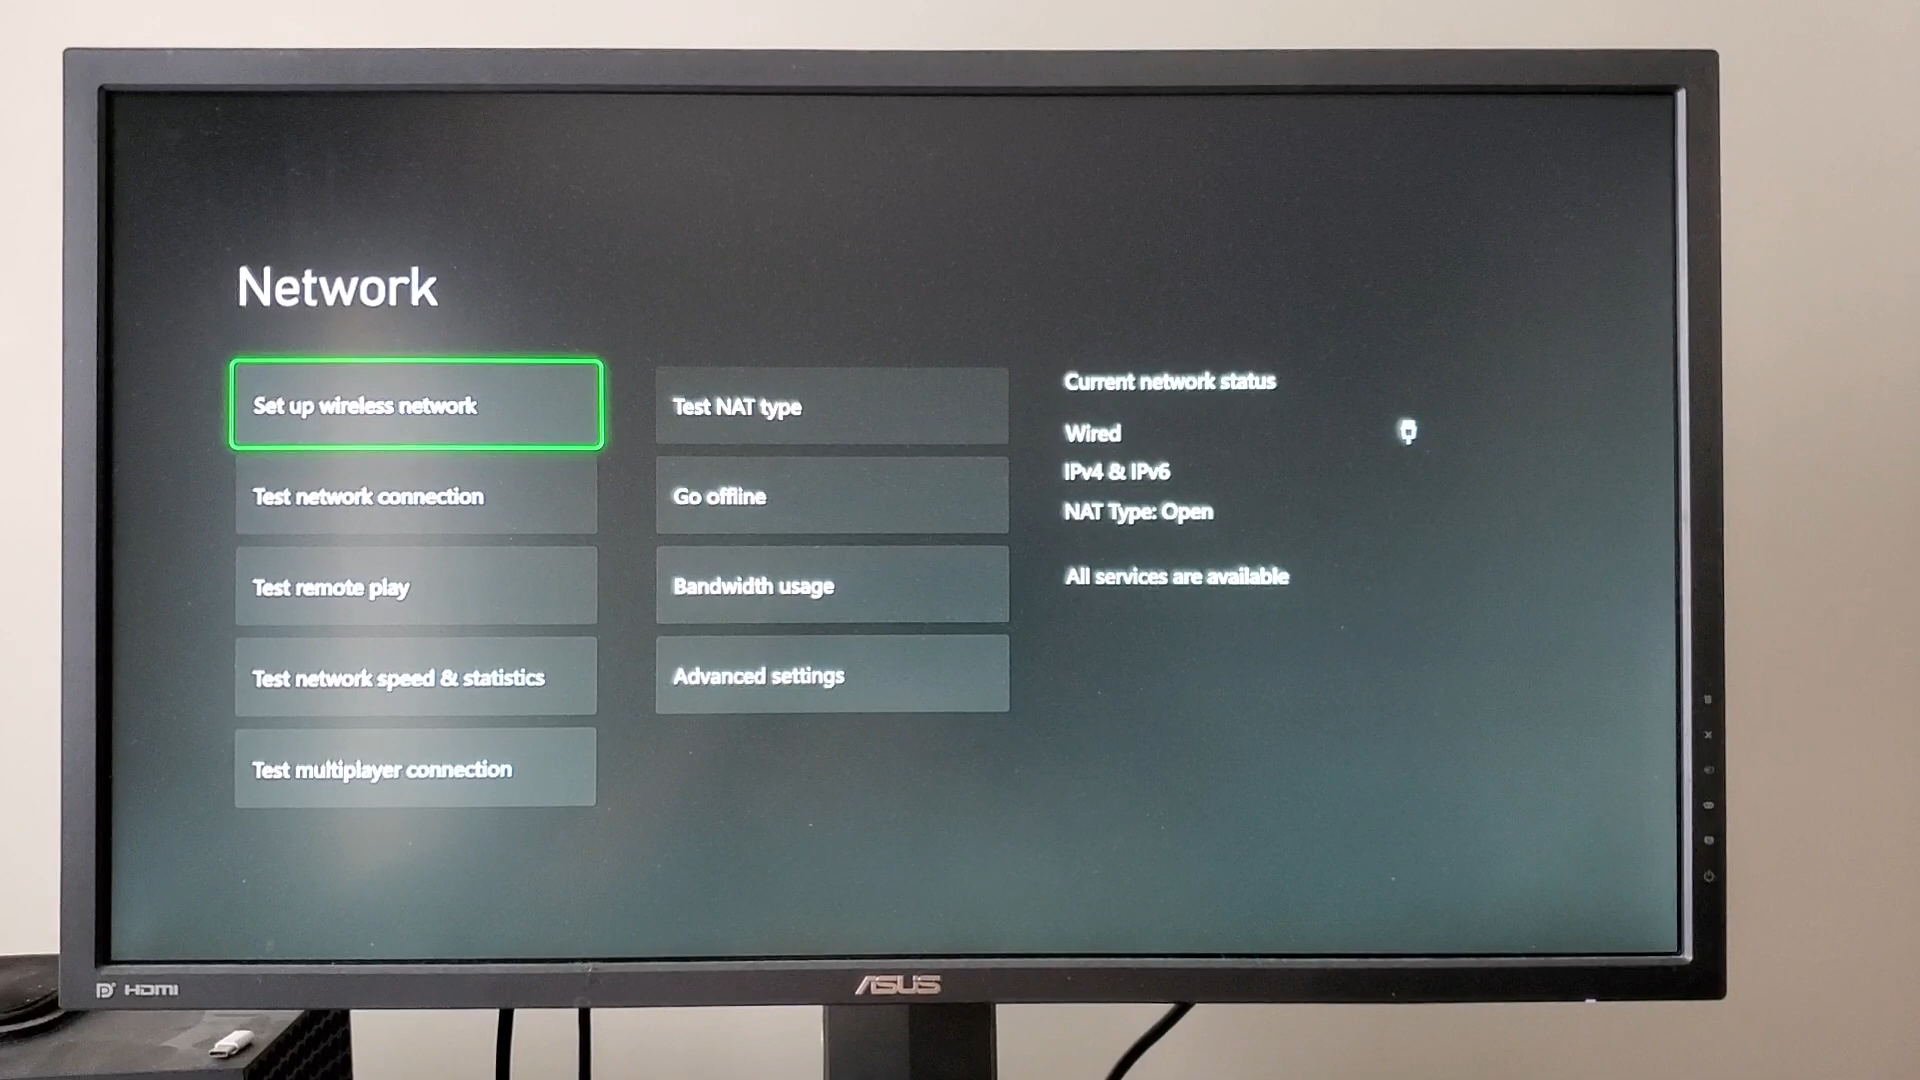 Network
Set up wireless network
Test network connection
Test remote play
Test network speed & statistics
Test multiplayer connection
Test NAT type
Go offline
Bandwidth usage
Advanced settings
Current network status
Wired
IPv4 & IPv6
NAT Type: Open
All services are available
HDMI
ASUS